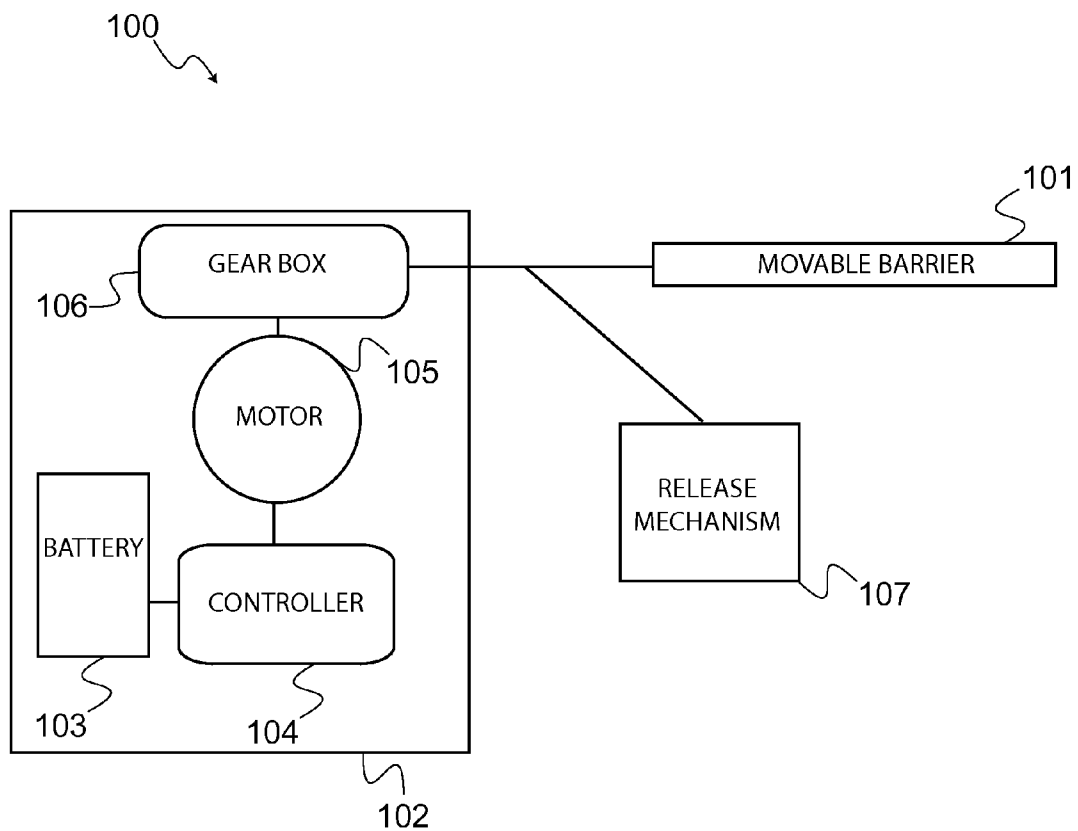 100
101
GEAR BOX
MOVABLE BARRIER
106
105
MOTOR
RELEASE
MECHANISM
BATTERY
CONTROLLER
107
103
104
102